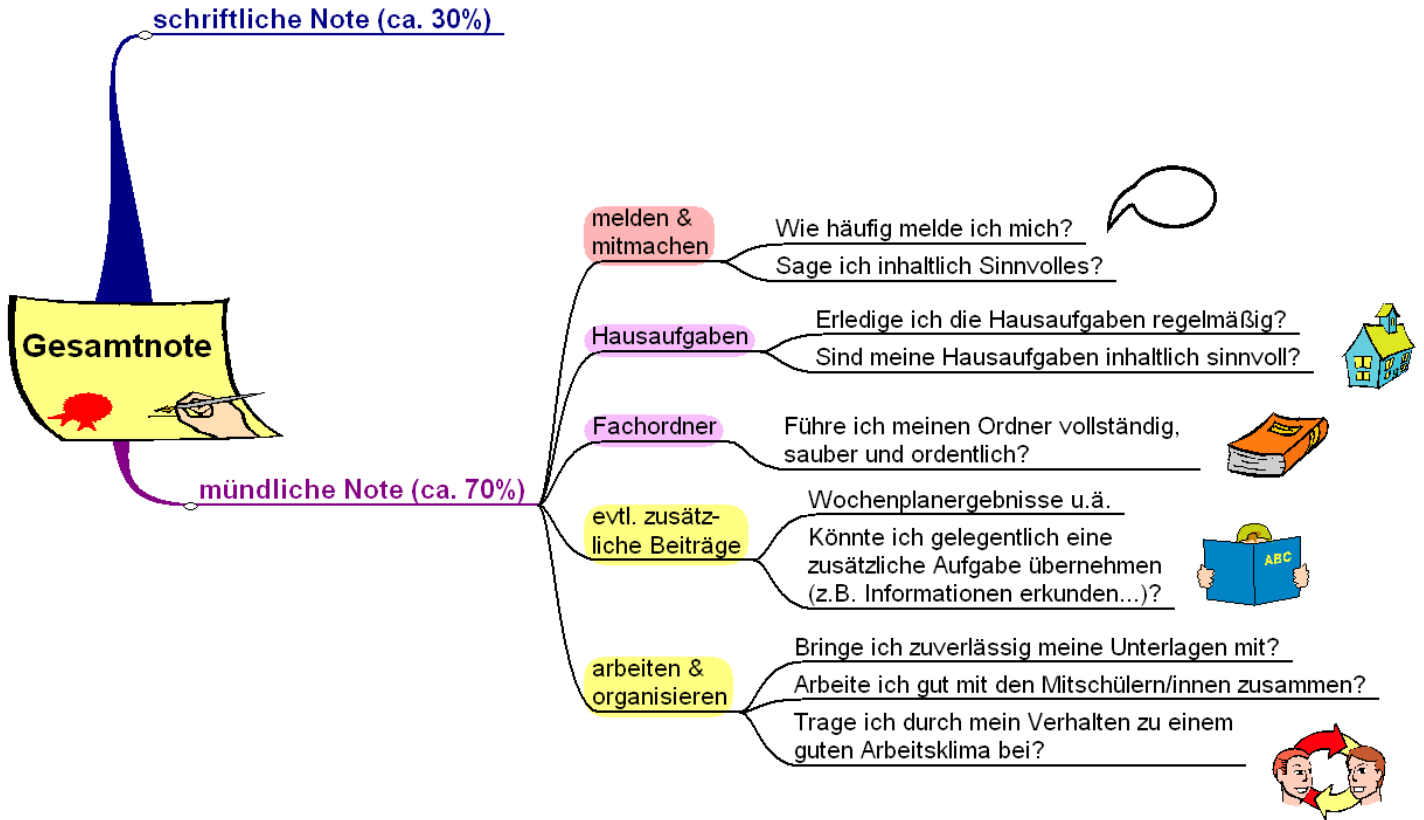 schriftliche Note (ca. 30%)
Gesamtnote
mündliche Note (ca. 70%)
melden &
mitmachen
Wie häufig melde ich mich?
Sage ich inhaltlich Sinnvolles?
Hausaufgaben
Erledige ich die Hausaufgaben regelmäßig?
Sind meine Hausaufgaben inhaltlich sinnvoll?
Fachordner
Führe ich meinen Ordner vollständig,
sauber und ordentlich?
evtl. zusätz-
liche Beiträge
Wochenplanergebnisse u.ä.
Könnte ich gelegentlich eine
zusätzliche Aufgabe übernehmen
(z.B. Informationen erkunden...)?
ABC
arbeiten &
organisieren
Bringe ich zuverlässig meine Unterlagen mit?
Arbeite ich gut mit den Mitschülern/innen zusammen?
Trage ich durch mein Verhalten zu einem
guten Arbeitsklima bei?